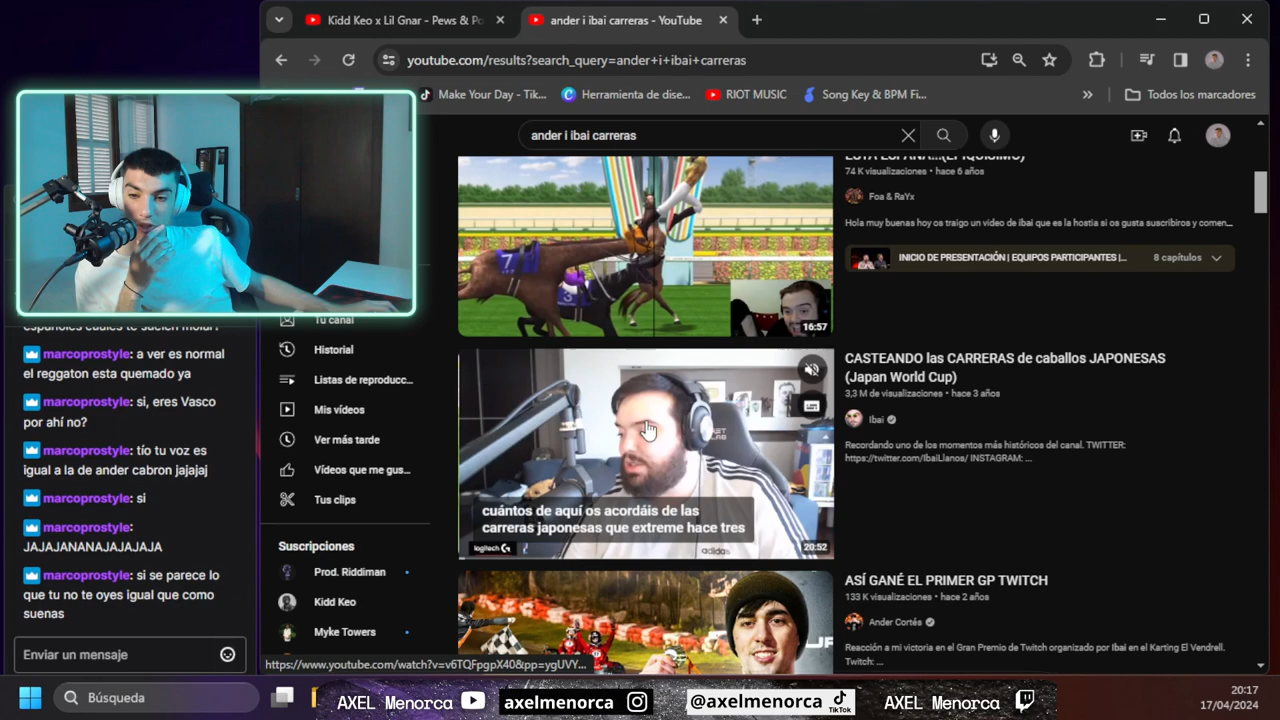 Kidd Keo x Lil Gnar - Pews & Po
ander i ibai carreras - YouTube
youtube.com/results?search_query=ander+i+ibai+carreras
Make Your Day - Tik...
Herramienta de dise...
RIOT MUSIC
Song Key & BPM Fi...
Todos los marcadores
ander i ibai carreras
74 K visualizaciones • hace 6 años
Foa & RaYx
Hola muy buenas hoy os traigo un video de ibai que es la hostia si os gusta suscribiros y comen...
INICIO DE PRESENTACIÓN | EQUIPOS PARTICIPANTES |...
8 capítulos
7
3
16:57
Tu canal
Historial
Listas de reproducc...
Mis vídeos
Ver más tarde
Vídeos que me gus...
Tus clips
Suscripciones
Prod. Riddiman
Kidd Keo
Myke Towers
CASTEANDO las CARRERAS de caballos JAPONESAS
(Japan World Cup)
3,3 M de visualizaciones • hace 3 años
Ibai
Recordando uno de los momentos más históricos del canal. TWITTER:
https://twitter.com/IbaiLlanos/ INSTAGRAM: ...
cuántos de aquí os acordáis de las
carreras japonesas que extreme hace tres
logitech G
adidas
20:52
ASÍ GANÉ EL PRIMER GP TWITCH
133 K visualizaciones • hace 2 años
Ander Cortés
Reacción a mi victoria en el Gran Premio de Twitch organizado por Ibai en el Karting El Vendrell.
Twitch: ...
https://www.youtube.com/watch?v=v6TQFpgpX40&pp=ygUVY...
españoles cuales te suelen molar?
marcoprostyle: a ver es normal
el reggaton esta quemado ya
marcoprostyle: si, eres Vasco
por ahí no?
marcoprostyle: tío tu voz es
igual a la de ander cabron jajajaj
marcoprostyle: si
marcoprostyle:
JAJAJANANAJAJAJAJA
marcoprostyle: si se parece lo
que tu no te oyes igual que como
suenas
Enviar un mensaje
Búsqueda
AXEL Menorca
axelmenorca
@axelmenorca
TikTok
AXEL Menorca
20:17
17/04/2024